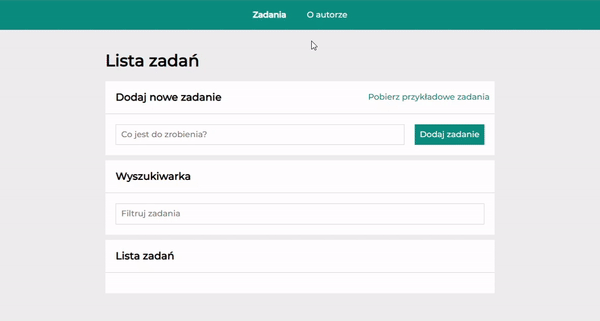 Zadania O autorze
Lista zadań
Dodaj nowe zadanie Pobierz przykładowe zadania
Co jest do zrobienia? Dodaj zadanie
Wyszukiwarka
Filtruj zadania
Lista zadań